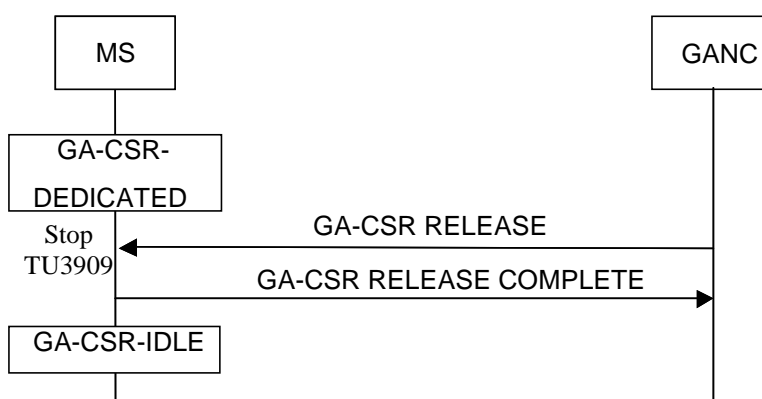 MS
GANC
GA-CSR-
DEDICATED
GA-CSR RELEASE
Stop
TU3909
GA-CSR RELEASE COMPLETE
GA-CSR-IDLE